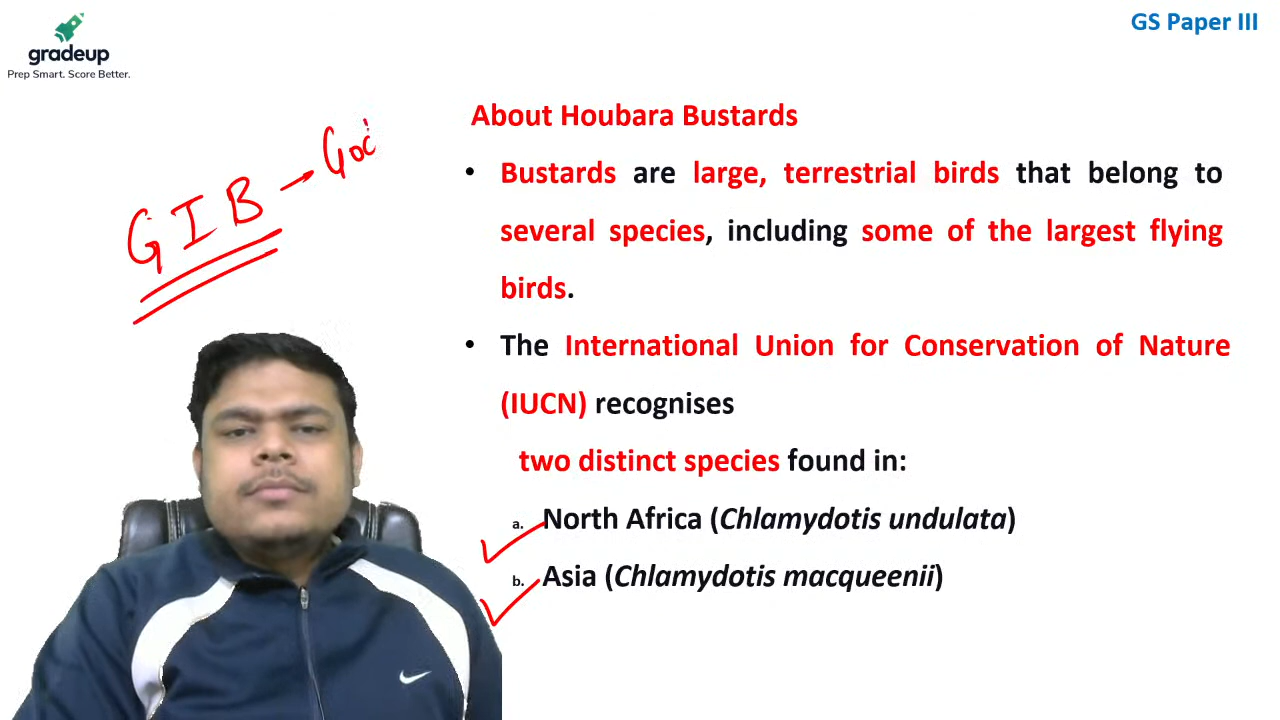 GS Paper III
gradeup
Prep Smart. Score Better.
GIB
About Houbara Bustards
• Bustards are large, terrestrial birds that belong to
several species, including some of the largest flying
birds.
• The International Union for Conservation of Nature
(IUCN) recognises
two distinct species found in:
a. North Africa (Chlamydotis undulata)
b. Asia (Chlamydotis macqueenii)